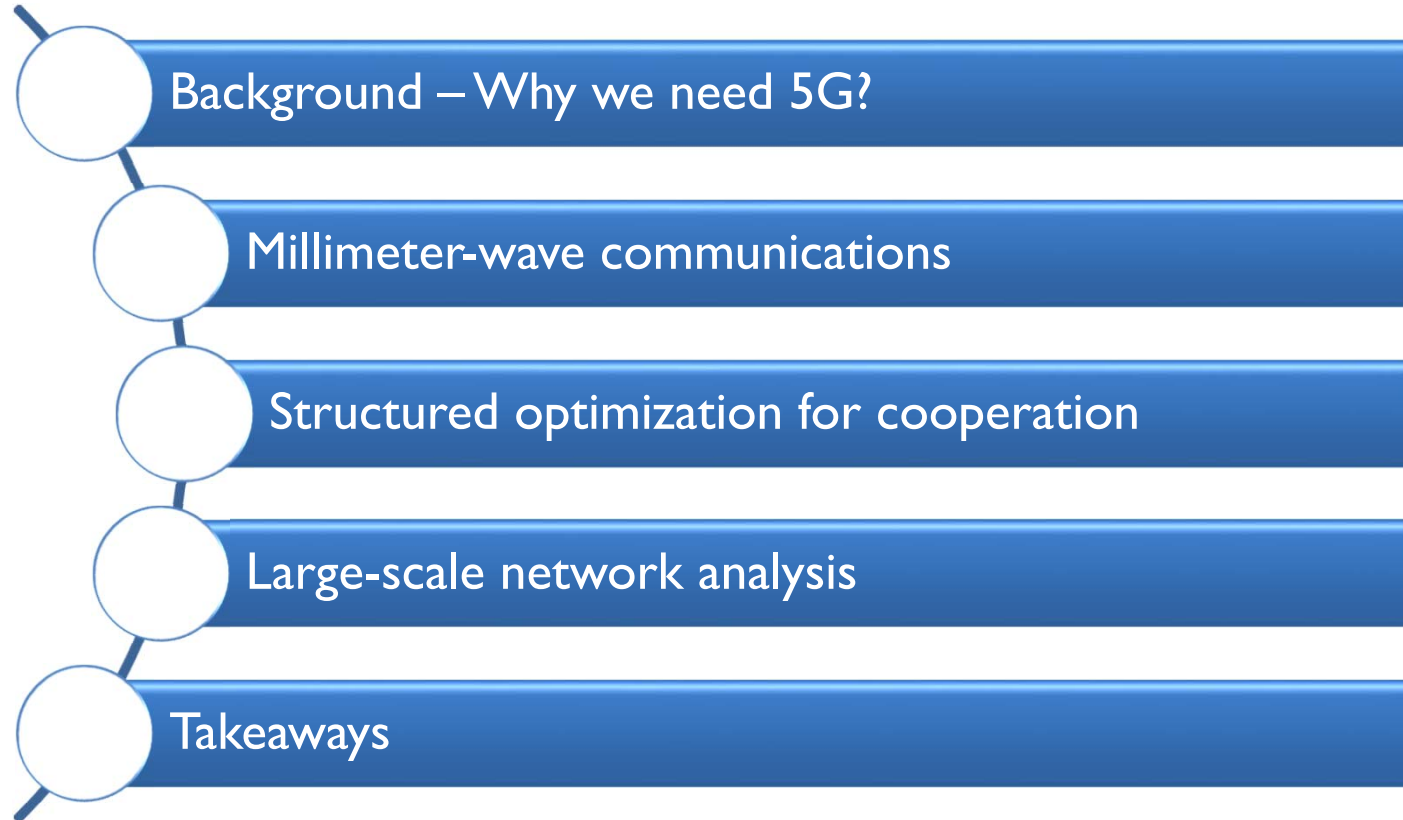 Background – Why we need 5G?
Millimeter-wave communications
Structured optimization for cooperation
Large-scale network analysis
Takeaways